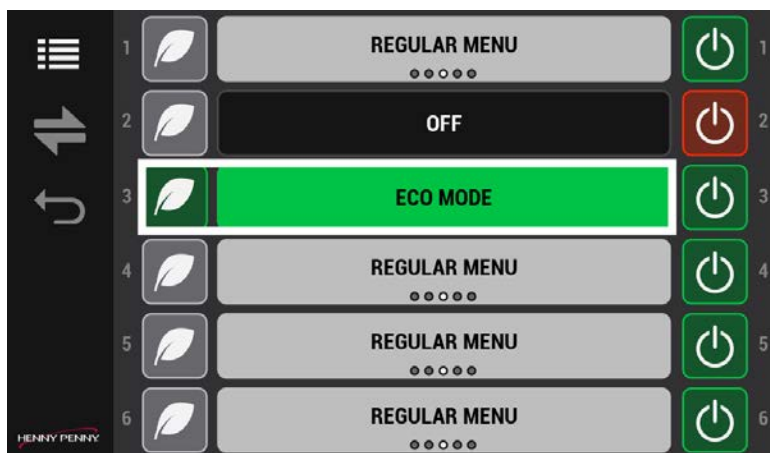 1 REGULAR MENU 1
2 OFF 2
3 ECO MODE 3
4 REGULAR MENU 4
5 REGULAR MENU 5
6 REGULAR MENU 6
HENNY PENNY